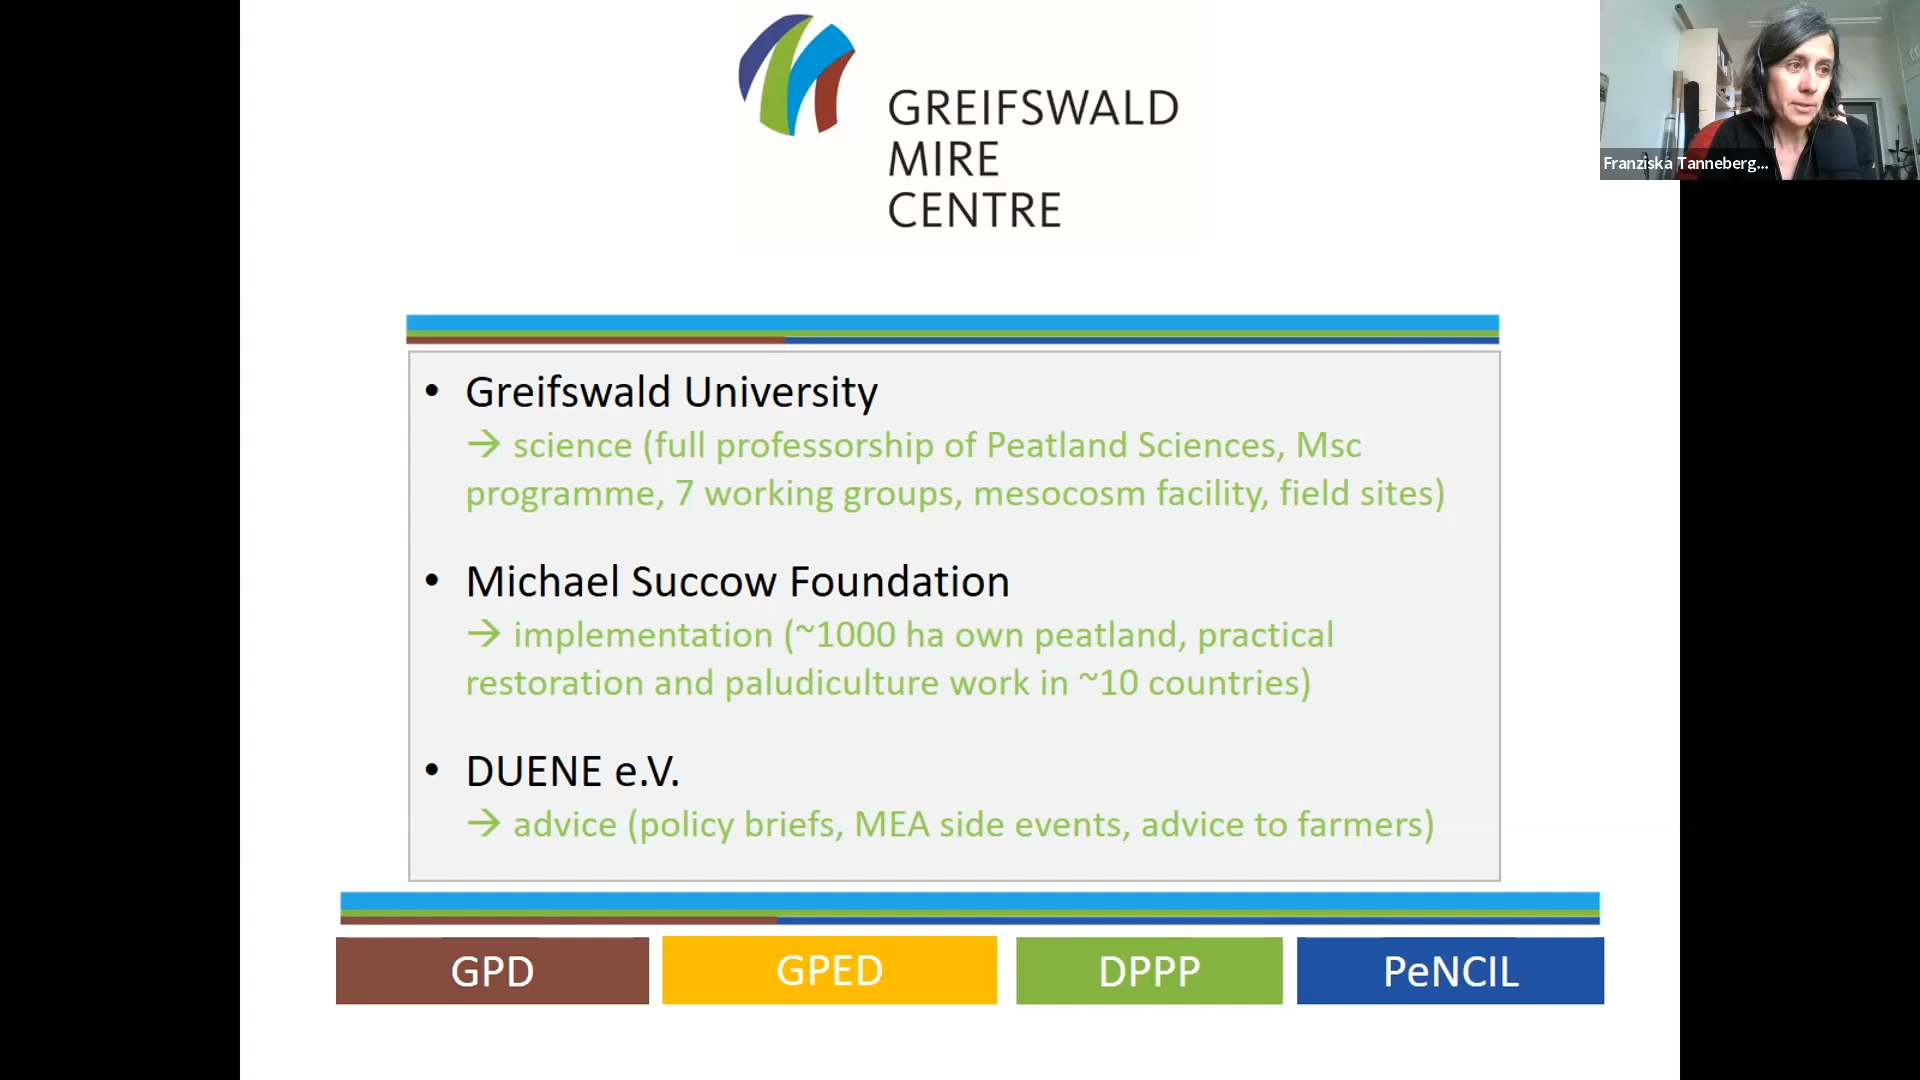 GREIFSWALD
MIRE
CENTRE
Franziska Tanneberg...
• Greifswald University
→ science (full professorship of Peatland Sciences, Msc
programme, 7 working groups, mesocosm facility, field sites)
• Michael Succow Foundation
→ implementation (~1000 ha own peatland, practical
restoration and paludiculture work in ~10 countries)
• DUENE e.V.
→ advice (policy briefs, MEA side events, advice to farmers)
GPD
GPED
DPPP
PeNCIL